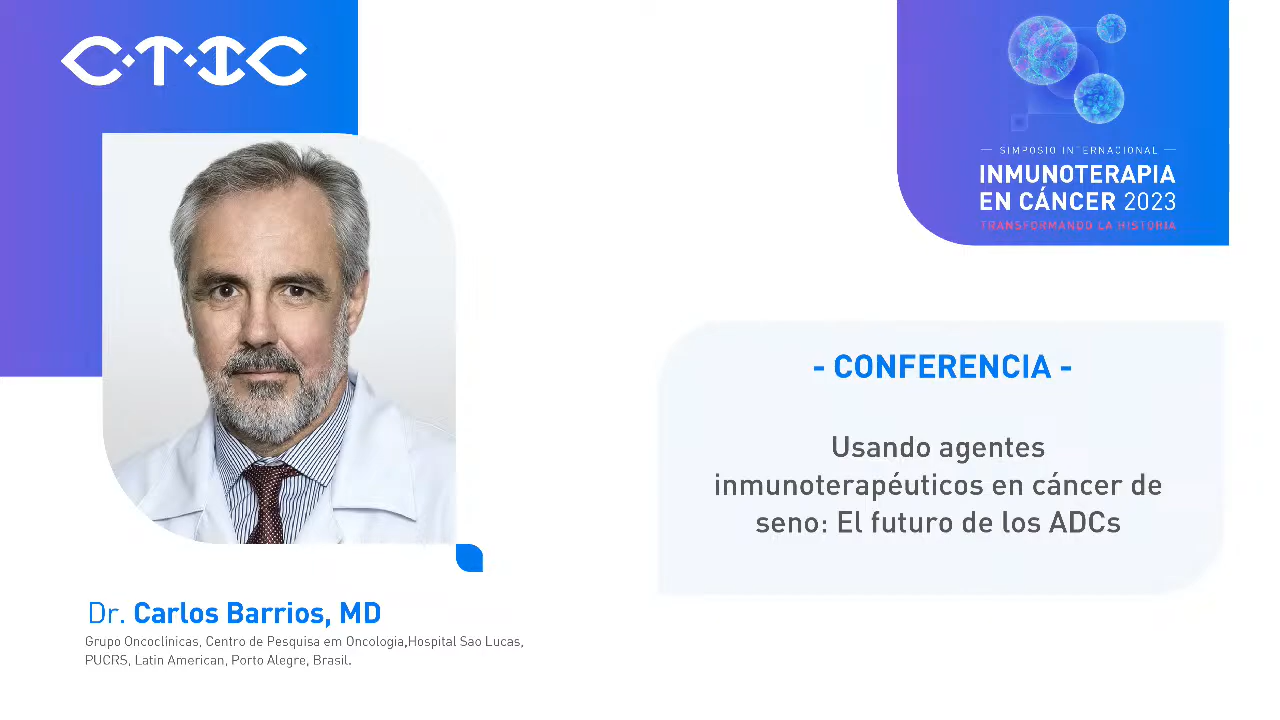 C·T·IC
SIMPOSIO INTERNACIONAL
INMUNOTERAPIA
EN CÁNCER 2023
TRANSFORMANDO LA HISTORIA
- CONFERENCIA -
Usando agentes
inmunoterapéuticos en cáncer de
seno: El futuro de los ADCs
Dr. Carlos Barrios, MD
Grupo Oncoclínicas, Centro de Pesquisa em Oncologia,Hospital Sao Lucas,
PUCRS, Latin American, Porto Alegre, Brasil.